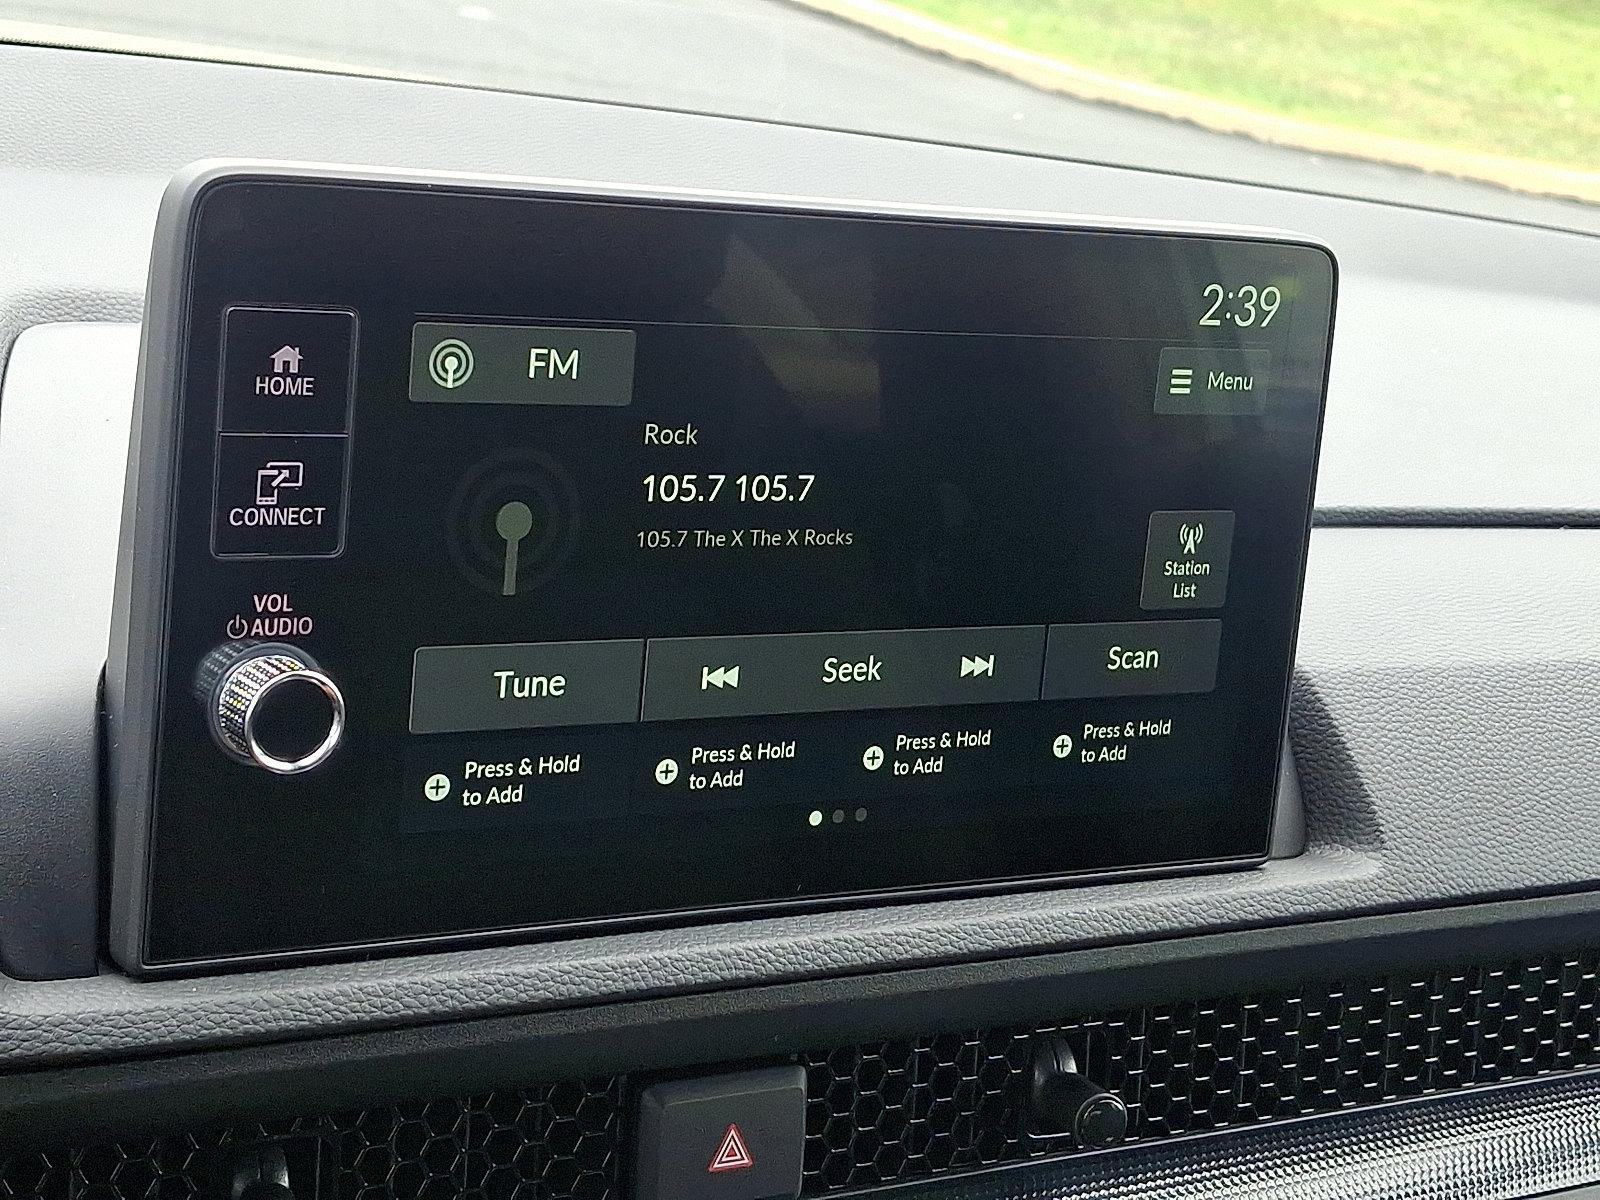 2:39
HOME
FM
Menu
Rock
105.7 105.7
105.7 The X The X Rocks
CONNECT
Station
List
VOL
AUDIO
Tune
Seek
Scan
Press & Hold
to Add
Press & Hold
to Add
Press & Hold
to Add
Press & Hold
to Add